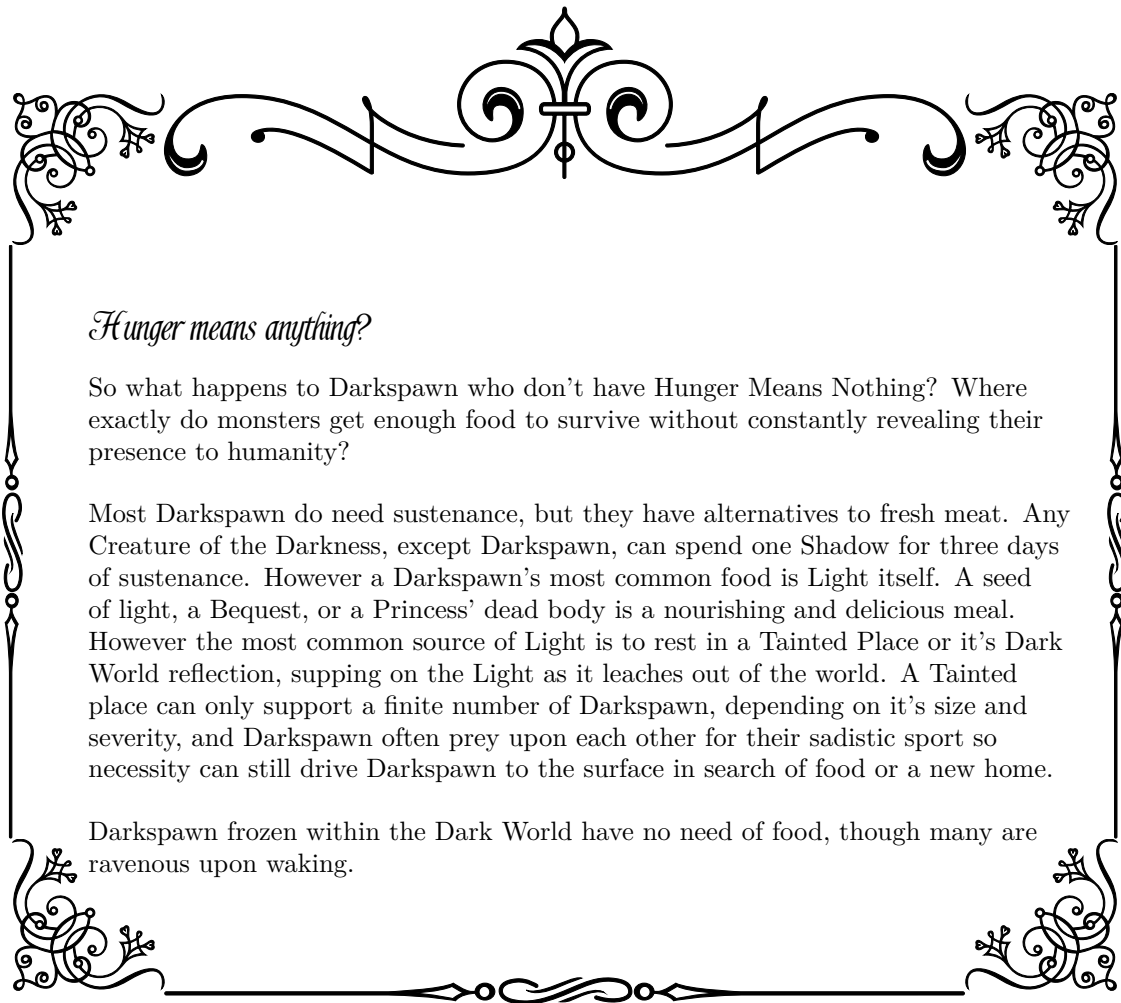 Hunger means anything?
So what happens to Darkspawn who don't have Hunger Means Nothing? Where
exactly do monsters get enough food to survive without constantly revealing their
presence to humanity?
Most Darkspawn do need sustenance, but they have alternatives to fresh meat. Any
Creature of the Darkness, except Darkspawn, can spend one Shadow for three days
of sustenance. However a Darkspawn's most common food is Light itself. A seed
of light, a Bequest, or a Princess' dead body is a nourishing and delicious meal.
However the most common source of Light is to rest in a Tainted Place or it's Dark
World reflection, supping on the Light as it leaches out of the world. A Tainted
place can only support a finite number of Darkspawn, depending on it's size and
severity, and Darkspawn often prey upon each other for their sadistic sport so
necessity can still drive Darkspawn to the surface in search of food or a new home.
Darkspawn frozen within the Dark World have no need of food, though many are
ravenous upon waking.